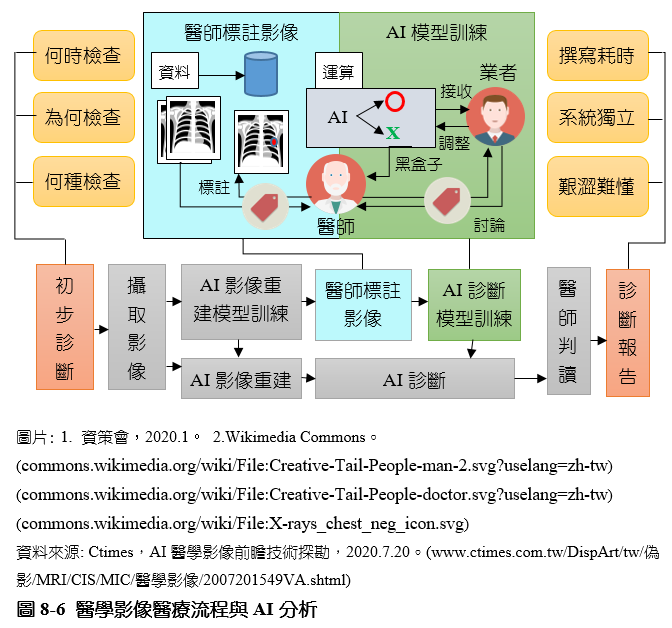 何時檢查
為何檢查
何種檢查
醫師標註影像
資料
標註
AI 模型訓練
運算
AI
X
接收
調整
業者
黑盒子
醫師
討論
撰寫耗時
系統獨立
艱澀難懂
初步診斷
攝取影像
AI 影像重
建模型訓練
醫師標註
影像
AI 診斷
模型訓練
AI 影像重建
AI 診斷
醫師判讀
診斷報告
圖片: 1. 資策會，2020.1。 2.Wikimedia Commons。
(commons.wikimedia.org/wiki/File:Creative-Tail-People-man-2.svg?uselang=zh-tw)
(commons.wikimedia.org/wiki/File:Creative-Tail-People-doctor.svg?uselang=zh-tw)
(commons.wikimedia.org/wiki/File:X-rays_chest_neg_icon.svg)
資料來源: Ctimes，AI 醫學影像前瞻技術探勘，2020.7.20。(www.ctimes.com.tw/DispArt/tw/偽
影/MRI/CIS/MIC/醫學影像/2007201549VA.shtml)
圖 8-6 醫學影像醫療流程與 AI 分析